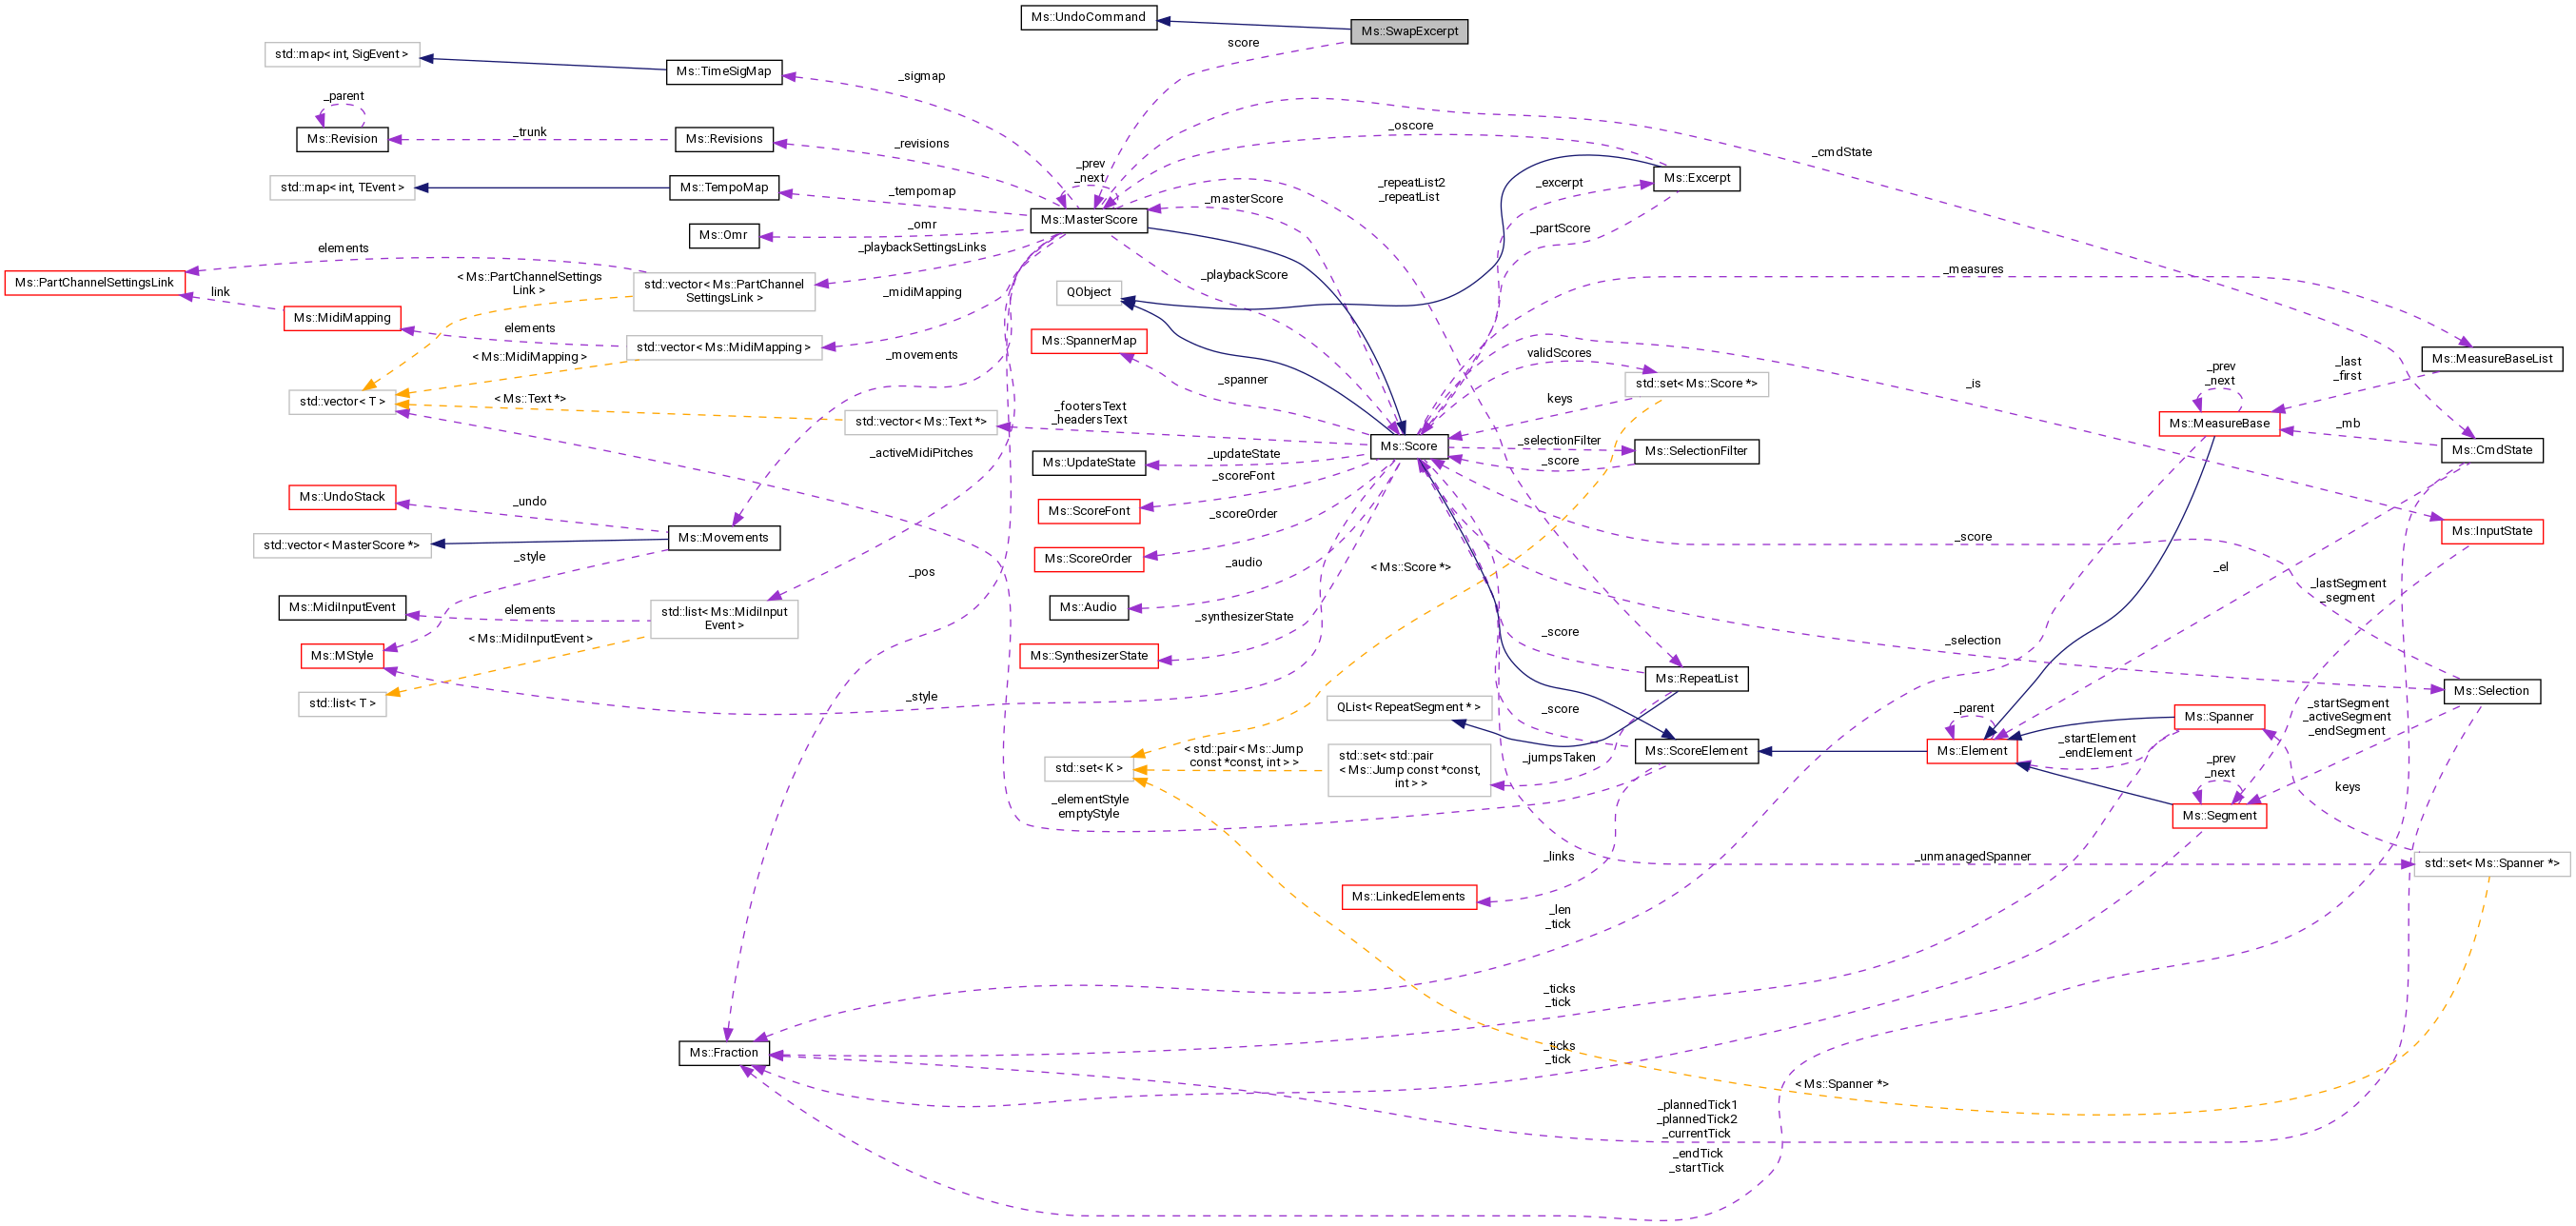 Ms::UndoCommand
Ms::SwapExcerpt
score
std::map< int, SigEvent >
Ms::TimeSigMap
_sigmap
_parent
Ms::Revision
_trunk
Ms::Revisions
_revisions
_oscore
_cmdState
std::map< int, TEvent >
Ms::TempoMap
_tempomap
_prev
_next
Ms::MasterScore
_masterScore
_repeatList2
_repeatList
_excerpt
Ms::Excerpt
_partScore
Ms::Omr
_omr
_playbackSettingsLinks
elements
Ms::PartChannelSettingsLink
link
< Ms::PartChannelSettings
Link >
std::vector< Ms::PartChannel
SettingsLink >
_midiMapping
_playbackScore
QObject
_measures
Ms::MidiMapping
elements
std::vector< Ms::MidiMapping >
< Ms::MidiMapping >
_movements
Ms::SpannerMap
_spanner
validScores
std::set< Ms::Score *>
keys
_is
Ms::MeasureBaseList
_last
_first
_prev
_next
Ms::MeasureBase
_mb
Ms::CmdState
std::vector< T >
< Ms::Text *>
std::vector< Ms::Text *>
_footersText
_headersText
Ms::Score
_selectionFilter
_score
Ms::SelectionFilter
_activeMidiPitches
Ms::UpdateState
_updateState
_scoreFont
Ms::ScoreFont
_scoreOrder
Ms::UndoStack
_undo
std::vector< MasterScore *>
Ms::Movements
_style
_pos
Ms::ScoreOrder
_audio
< Ms::Score *>
_score
Ms::InputState
_el
_lastSegment
_segment
Ms::MidiInputEvent
elements
std::list< Ms::MidiInput
Event >
< Ms::MidiInputEvent >
Ms::Audio
_synthesizerState
Ms::MStyle
std::list< T >
_style
Ms::SynthesizerState
_score
Ms::RepeatList
_selection
Ms::Selection
QList< RepeatSegment * >
_score
Ms::ScoreElement
_parent
Ms::Element
Ms::Spanner
_startElement
_endElement
_startSegment
_activeSegment
_endSegment
std::set< K >
< std::pair< Ms::Jump
const *const, int > >
std::set< std::pair
< Ms::Jump const *const,
int > >
_jumpsTaken
_prev
_next
Ms::Segment
keys
_elementStyle
emptyStyle
_links
_unmanagedSpanner
std::set< Ms::Spanner *>
Ms::LinkedElements
_len
_tick
_ticks
_tick
Ms::Fraction
_ticks
_tick
< Ms::Spanner *>
_plannedTick1
_plannedTick2
_currentTick
_endTick
_startTick